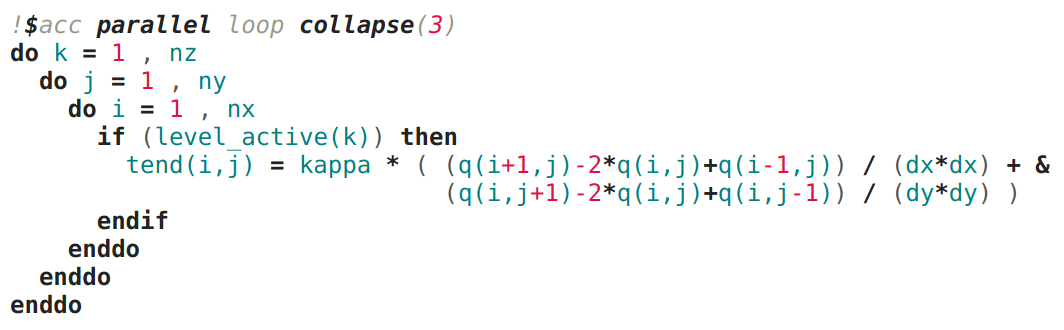 !$acc parallel loop collapse(3)
do k = 1 , nz
  do j = 1 , ny
    do i = 1 , nx
      if (level_active(k)) then
        tend(i,j) = kappa * ( (q(i+1,j)-2*q(i,j)+q(i-1,j)) / (dx*dx) + &
                              (q(i,j+1)-2*q(i,j)+q(i,j-1)) / (dy*dy) )
      endif
    enddo
  enddo
enddo